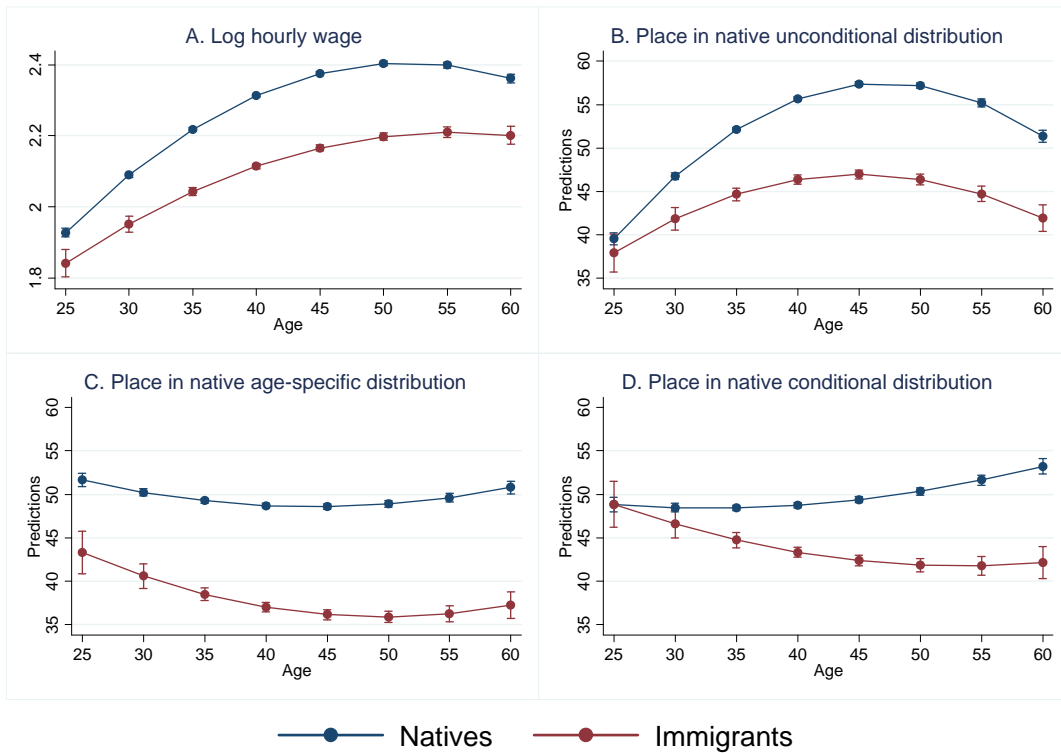 A. Log hourly wage
2.4
2.2
2
1.8
25 30 35 40 45 50 55 60
Age
B. Place in native unconditional distribution
Predictions
60
55
50
45
40
35
25 30 35 40 45 50 55 60
Age
C. Place in native age-specific distribution
Predictions
60
55
50
45
40
35
25 30 35 40 45 50 55 60
Age
D. Place in native conditional distribution
Predictions
60
55
50
45
40
35
25 30 35 40 45 50 55 60
Age
Natives Immigrants